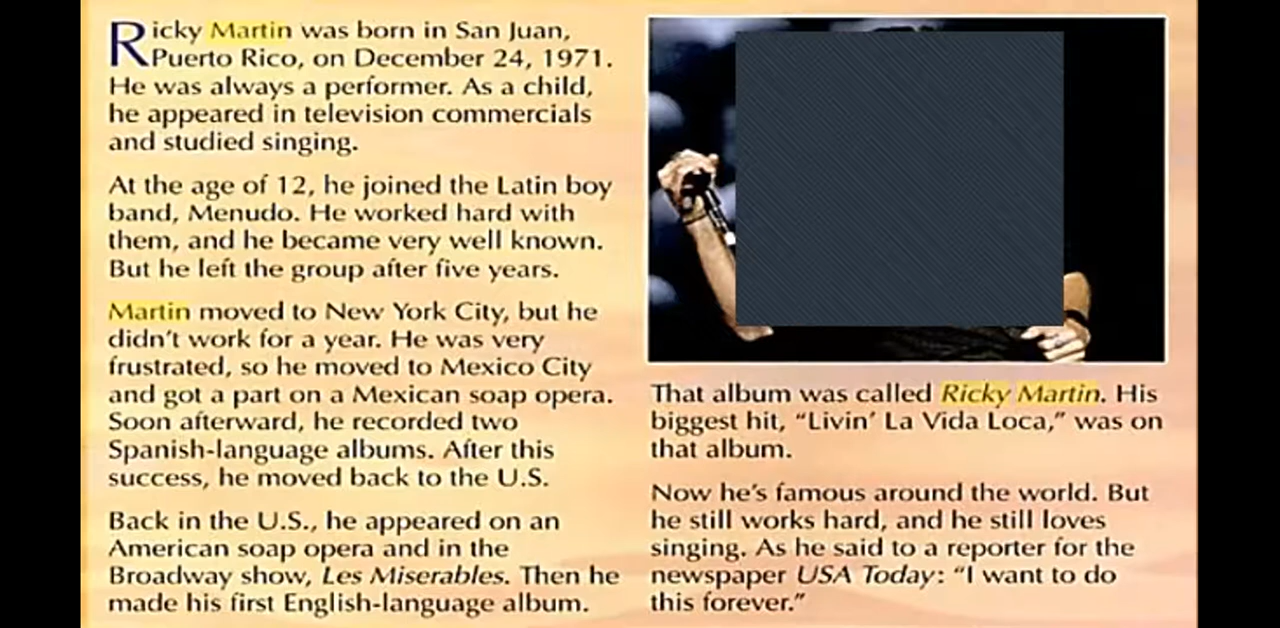 Ricky Martin was born in San Juan,
Puerto Rico, on December 24, 1971.
He was always a performer. As a child,
he appeared in television commercials
and studied singing.
At the age of 12, he joined the Latin boy
band, Menudo. He worked hard with
them, and he became very well known.
But he left the group after five years.
Martin moved to New York City, but he
didn't work for a year. He was very
frustrated, so he moved to Mexico City
and got a part on a Mexican soap opera.
Soon afterward, he recorded two
Spanish-language albums. After this
success, he moved back to the U.S.
Back in the U.S., he appeared on an
American soap opera and in the
Broadway show, Les Miserables. Then he
made his first English-language album.
That album was called Ricky Martin. His
biggest hit, “Livin’ La Vida Loca,” was on
that album.
Now he’s famous around the world. But
he still works hard, and he still loves
singing. As he said to a reporter for the
newspaper USA Today: “I want to do
this forever.”